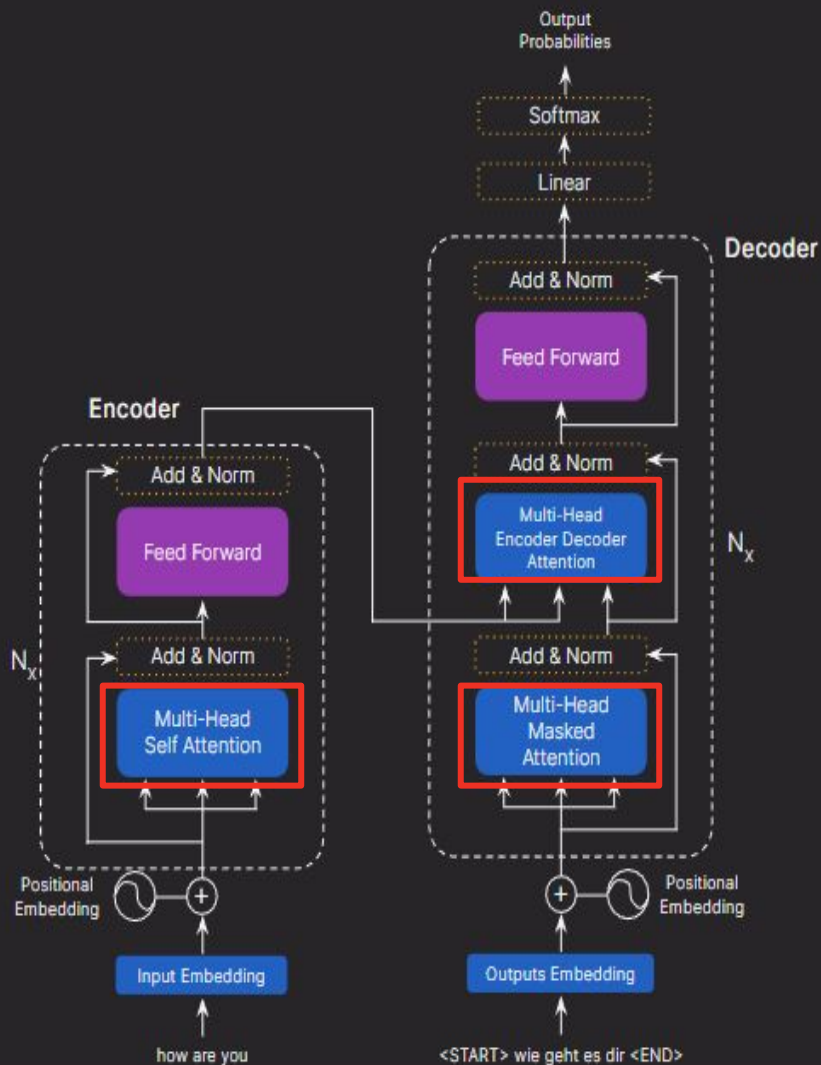 Output
Probabilities
Softmax
Linear
Decoder
Add & Norm
Feed Forward
Add & Norm
Multi-Head
Encoder Decoder
Attention
N x
Add & Norm
Multi-Head
Masked
Attention
Positional
Embedding
Outputs Embedding
<START> wie geht es dir <END>
Encoder
Add & Norm
Feed Forward
N x
Add & Norm
Multi-Head
Self Attention
Positional
Embedding
Input Embedding
how are you